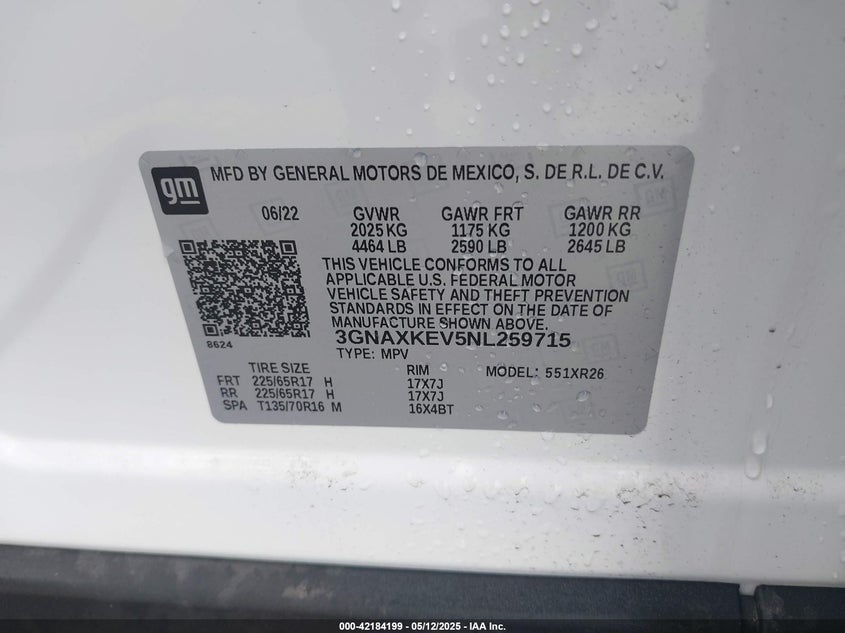 gm MFD BY GENERAL MOTORS DE MEXICO, S. DE R.L. DE C.V.
06/22 GVWR GAWR FRT GAWR RR
2025 KG 1175 KG 1200 KG
4464 LB 2590 LB 2645 LB
THIS VEHICLE CONFORMS TO ALL
APPLICABLE U.S. FEDERAL MOTOR
VEHICLE SAFETY AND THEFT PREVENTION
STANDARDS IN EFFECT ON THE DATE OF
MANUFACTURE SHOWN ABOVE.
3GNAXKEV5NL259715
8624
TYPE: MPV
TIRE SIZE RIM MODEL: 551XR26
FRT 225/65R17 H 17X7J
RR 225/65R17 H 17X7J
SPA T135/70R16 M 16X4BT
000-42184199 - 05/12/2025 - IAA Inc.